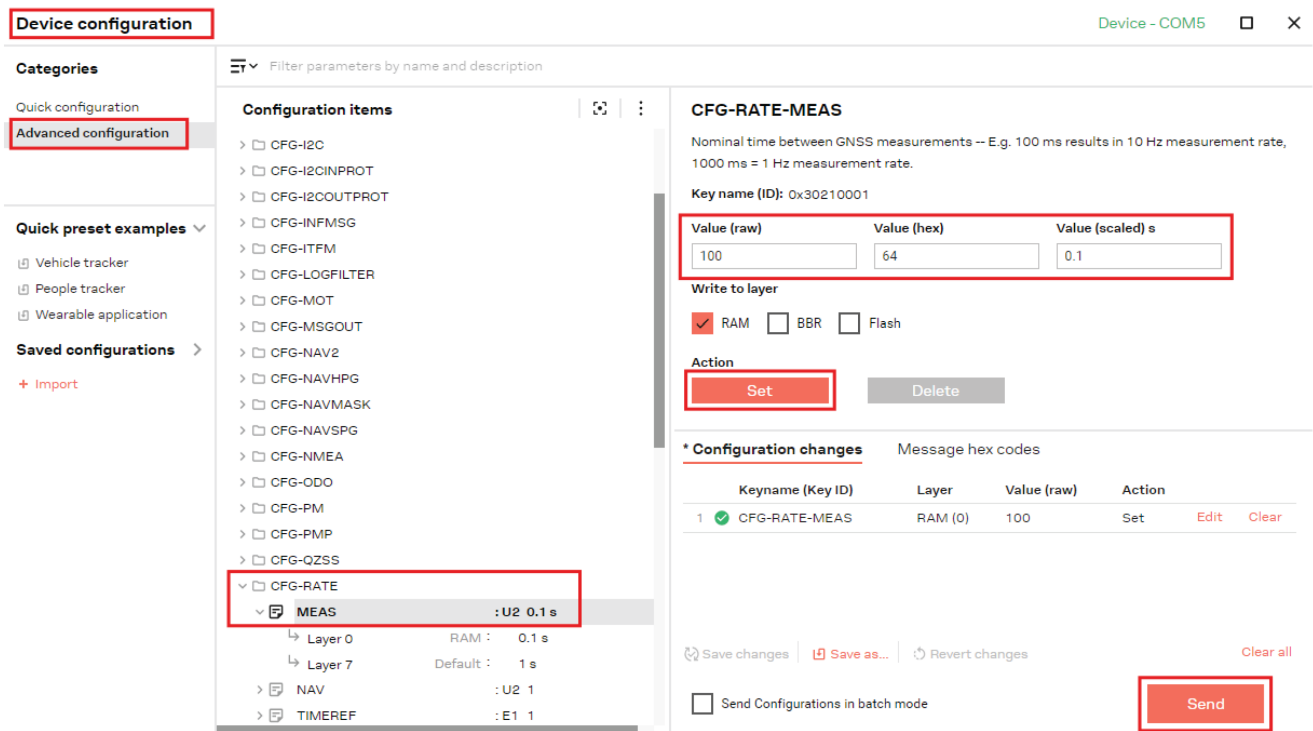 Device configuration
Device - COM5
Categories
Quick configuration
Advanced configuration
Quick preset examples
Vehicle tracker
People tracker
Wearable application
Saved configurations
+ Import
Filter parameters by name and description
Configuration items
CFG-I2C
CFG-I2CINPROT
CFG-I2COUTPROT
CFG-INFMSG
CFG-ITFM
CFG-LOGFILTER
CFG-MOT
CFG-MSGOUT
CFG-NAV2
CFG-NAVHPG
CFG-NAVMASK
CFG-NAVSPG
CFG-NMEA
CFG-ODO
CFG-PM
CFG-PMP
CFG-QZSS
CFG-RATE
MEAS : U2 0.1 s
Layer 0 RAM : 0.1 s
Layer 7 Default : 1 s
NAV : U2 1
TIMEREF : E1 1
CFG-RATE-MEAS
Nominal time between GNSS measurements -- E.g. 100 ms results in 10 Hz measurement rate,
1000 ms = 1 Hz measurement rate.
Key name (ID): 0x30210001
Value (raw) Value (hex) Value (scaled) s
100 64 0.1
Write to layer
RAM BBR Flash
Action
Set Delete
* Configuration changes Message hex codes
Keyname (Key ID) Layer Value (raw) Action
1 CFG-RATE-MEAS RAM (0) 100 Set Edit Clear
Save changes Save as... Revert changes Clear all
Send Configurations in batch mode Send